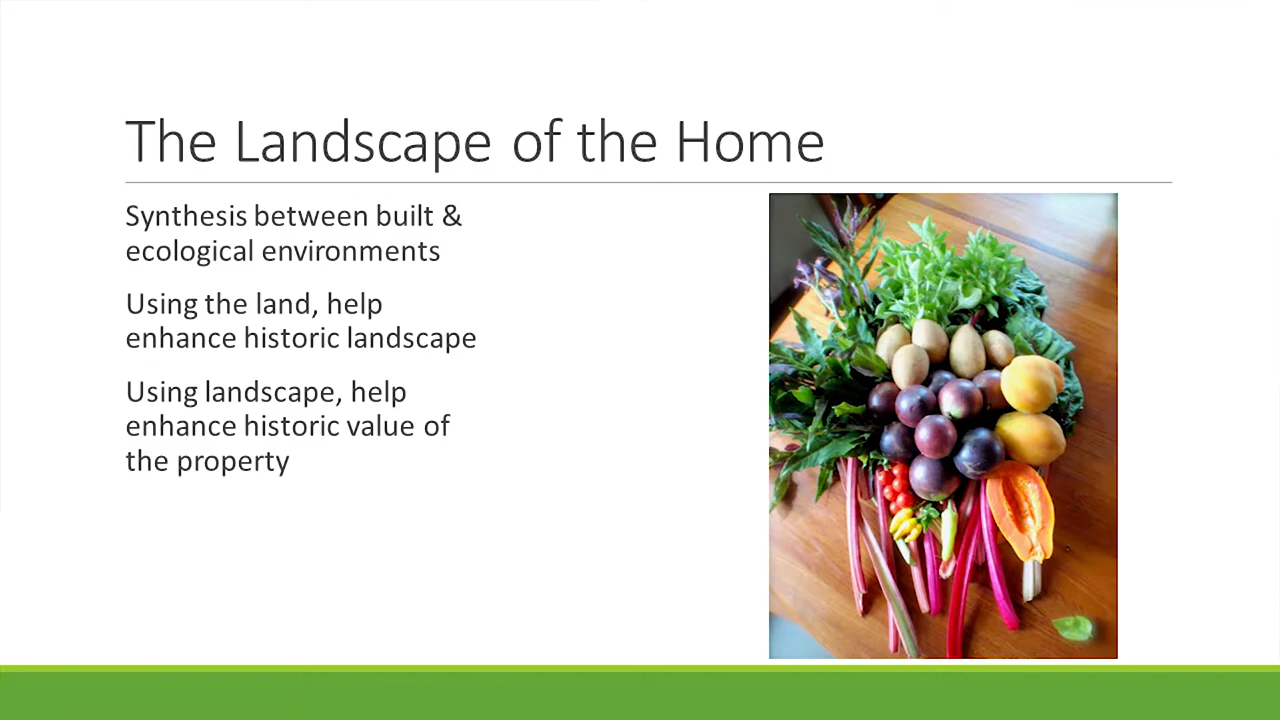 The Landscape of the Home
Synthesis between built &
ecological environments
Using the land, help
enhance historic landscape
Using landscape, help
enhance historic value of
the property